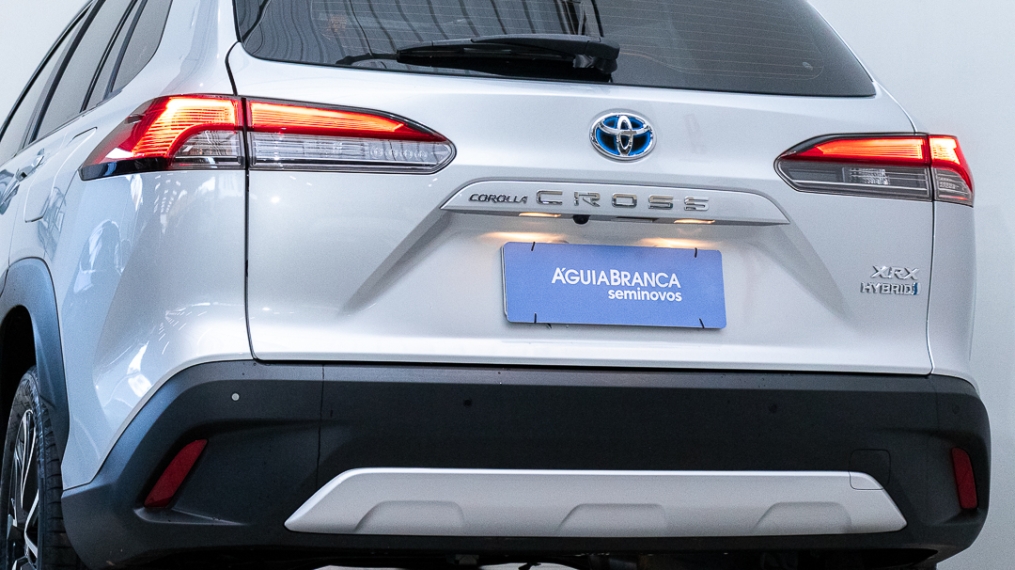 COROLLA CROSS
ÁGUIABRANCA
seminovos
XRX
HYBRID